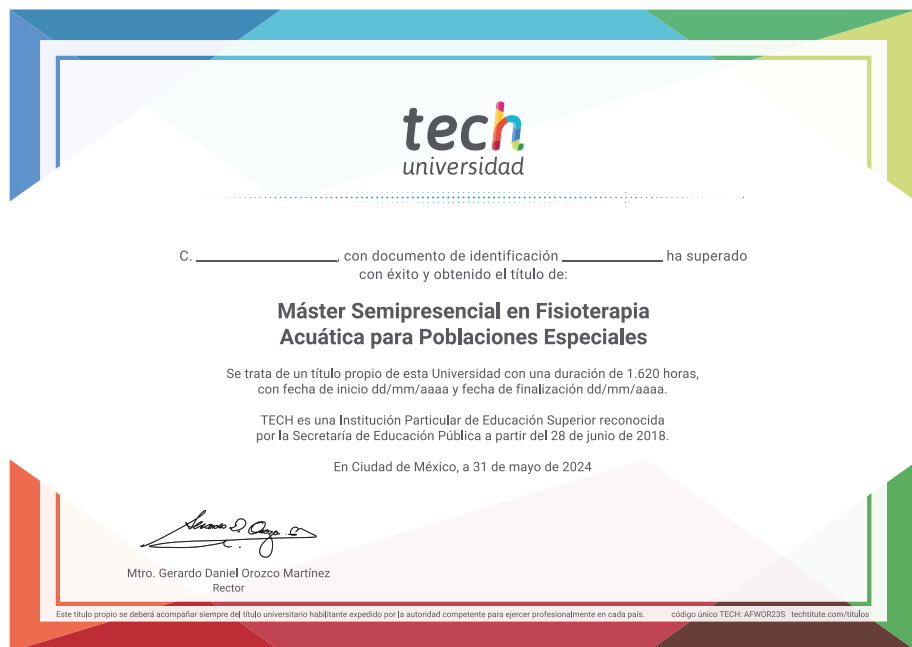 tech
universidad
C. ____________________, con documento de identificación ______________ ha superado
con éxito y obtenido el título de:
Máster Semipresencial en Fisioterapia
Acuática para Poblaciones Especiales
Se trata de un título propio de esta Universidad con una duración de 1.620 horas,
con fecha de inicio dd/mm/aaaa y fecha de finalización dd/mm/aaaa.
TECH es una Institución Particular de Educación Superior reconocida
por la Secretaría de Educación Pública a partir del 28 de junio de 2018.
En Ciudad de México, a 31 de mayo de 2024
Mtro. Gerardo Daniel Orozco Martínez
Rector
Este título propio se deberá acompañar siempre del título universitario habilitante expedido por la autoridad competente para ejercer profesionalmente en cada país. código único TECH: AFWOR23S techtitute.com/titulos